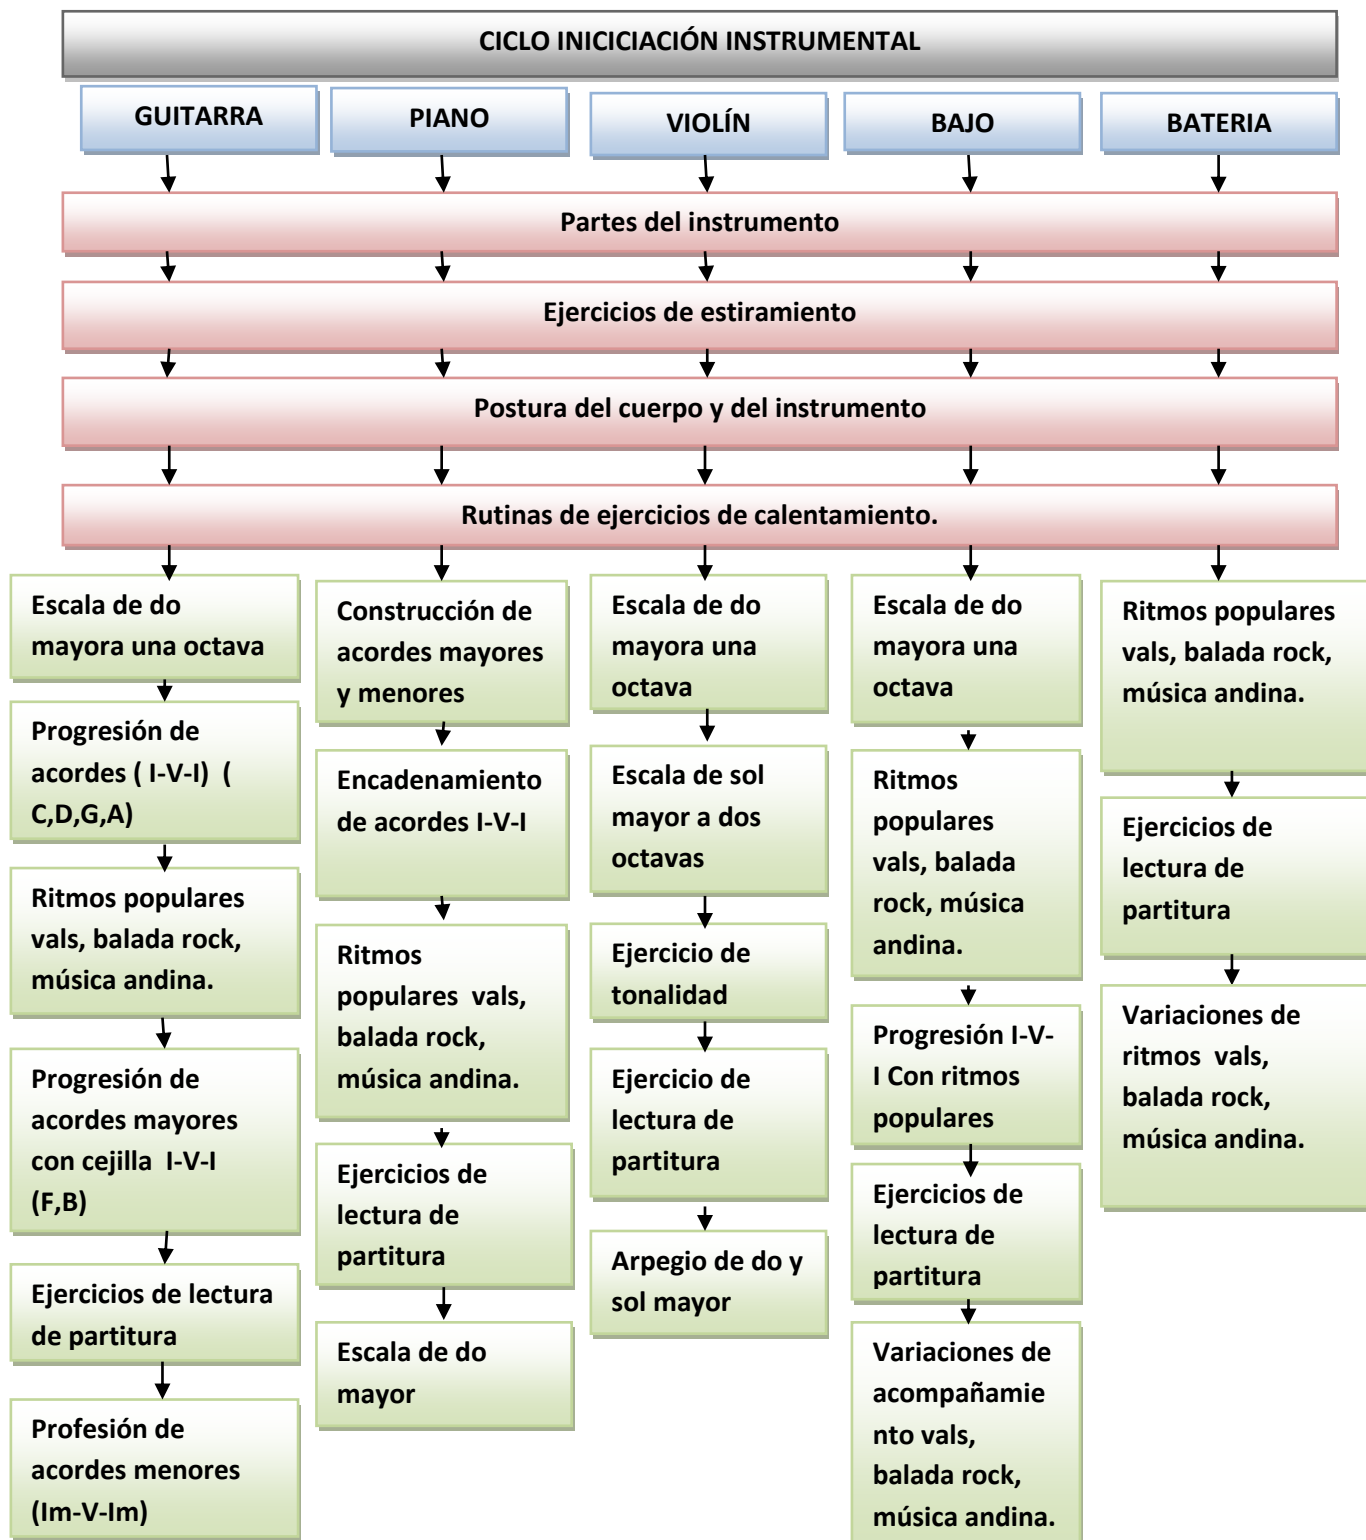 CICLO INICICIACIÓN INSTRUMENTAL
GUITARRA
PIANO
VIOLÍN
BAJO
BATERIA
Partes del instrumento
Ejercicios de estiramiento
Postura del cuerpo y del instrumento
Rutinas de ejercicios de calentamiento.
Escala de do
mayora una octava
Progresión de
acordes ( I-V-I) (
C,D,G,A)
Ritmos populares
vals, balada rock,
música andina.
Progresión de
acordes mayores
con cejilla I-V-I
(F,B)
Ejercicios de lectura
de partitura
Profesión de
acordes menores
(Im-V-Im)
Construcción de
acordes mayores
y menores
Encadenamiento
de acordes I-V-I
Ritmos
populares vals,
balada rock,
música andina.
Ejercicios de
lectura de
partitura
Escala de do
mayor
Escala de do
mayora una
octava
Escala de sol
mayor a dos
octavas
Ejercicio de
tonalidad
Ejercicio de
lectura de
partitura
Arpegio de do y
sol mayor
Escala de do
mayora una
octava
Ritmos
populares
vals, balada
rock, música
andina.
Progresión I-V-
I Con ritmos
populares
Ejercicios de
lectura de
partitura
Variaciones de
acompañamie
nto vals,
balada rock,
música andina.
Ritmos populares
vals, balada rock,
música andina.
Ejercicios de
lectura de
partitura
Variaciones de
ritmos vals,
balada rock,
música andina.